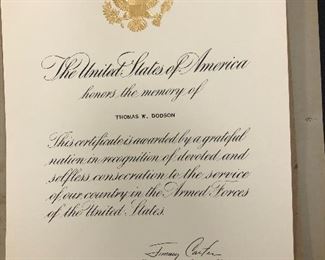 The United States of America
honors the memory of
THOMAS W. DODSON
This certificate is awarded by a grateful
nation in recognition of devoted and
selfless consecration to the service
of our country in the Armed Forces
of the United States.
Jimmy Carter